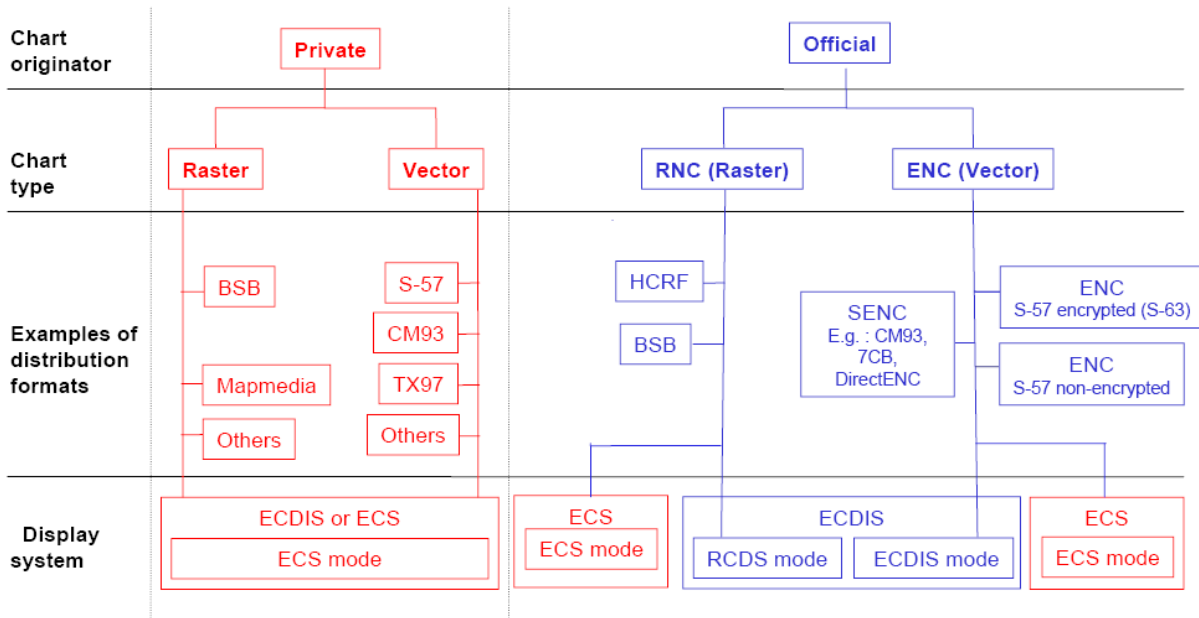 Chart
originator
Private
Official
Chart
type
Raster
Vector
RNC (Raster)
ENC (Vector)
Examples of
distribution
formats
BSB
Mapmedia
Others
S-57
CM93
TX97
Others
HCRF
BSB
SENC
E.g. : CM93,
7CB,
DirectENC
ENC
S-57 encrypted (S-63)
ENC
S-57 non-encrypted
Display
system
ECDIS or ECS
ECS mode
ECS
ECS mode
ECDIS
RCDS mode
ECDIS mode
ECS
ECS mode